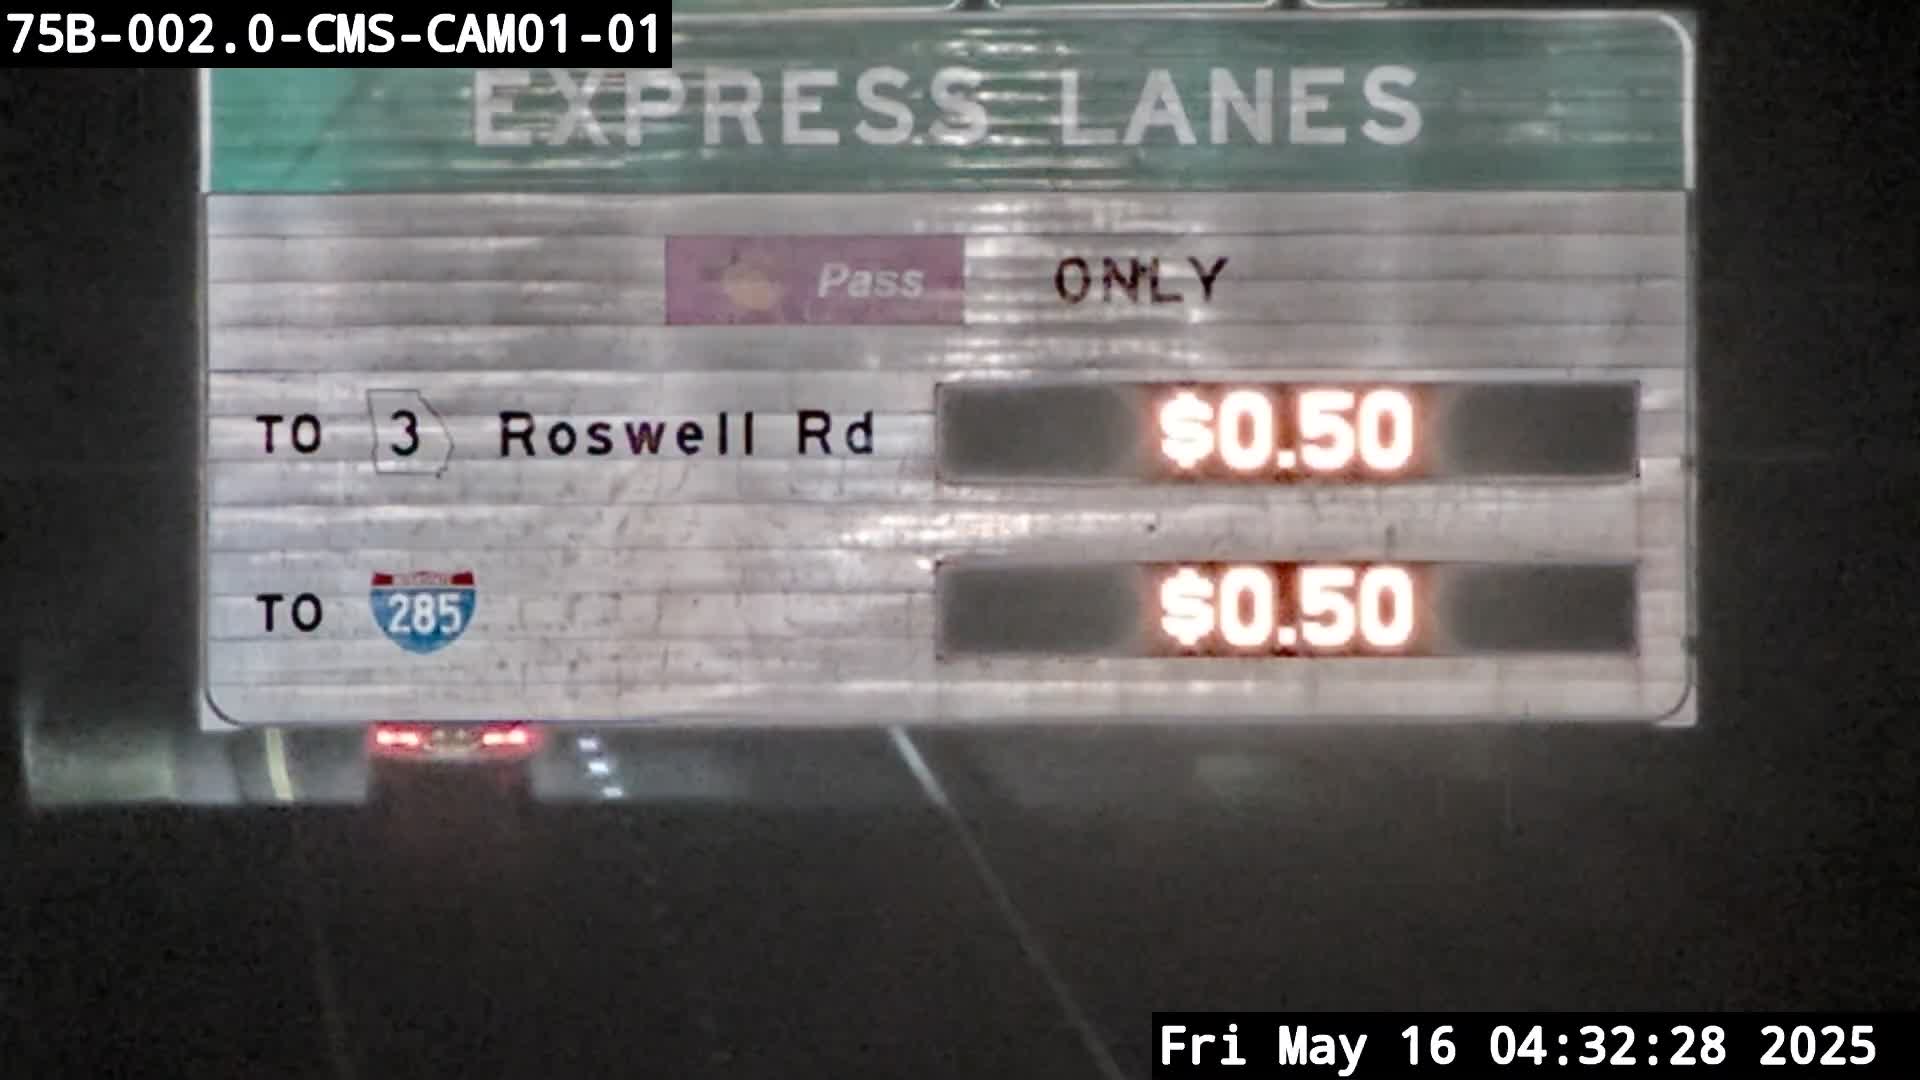 75B-002.0-CMS-CAM01-01
EXPRESS LANES
Pass ONLY
TO 3 Roswell Rd $0.50
TO 285 $0.50
Fri May 16 04:32:28 2025